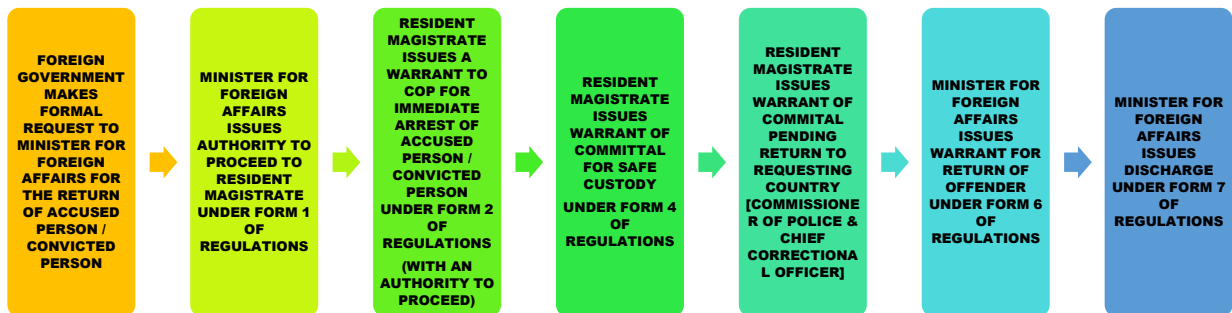 FOREIGN
GOVERNMENT
MAKES
FORMAL
REQUEST TO
MINISTER FOR
FOREIGN
AFFAIRS FOR
THE RETURN
OF ACCUSED
PERSON /
CONVICTED
PERSON
MINISTER FOR
FOREIGN
AFFAIRS
ISSUES
AUTHORITY TO
PROCEED TO
RESIDENT
MAGISTRATE
UNDER FORM 1
OF
REGULATIONS
RESIDENT
MAGISTRATE
ISSUES A
WARRANT TO
COP FOR
IMMEDIATE
ARREST OF
ACCUSED
PERSON /
CONVICTED
PERSON
UNDER FORM 2
OF
REGULATIONS
(WITH AN
AUTHORITY TO
PROCEED)
RESIDENT
MAGISTRATE
ISSUES
WARRANT OF
COMMITTAL
FOR SAFE
CUSTODY
UNDER FORM 4
OF
REGULATIONS
RESIDENT
MAGISTRATE
ISSUES
WARRANT OF
COMMITAL
PENDING
RETURN TO
REQUESTING
COUNTRY
[COMMISSIONE
R OF POLICE &
CHIEF
CORRECTIONA
L OFFICER]
MINISTER FOR
FOREIGN
AFFAIRS
ISSUES
WARRANT FOR
RETURN OF
OFFENDER
UNDER FORM 6
OF
REGULATIONS
MINISTER FOR
FOREIGN
AFFAIRS
ISSUES
DISCHARGE
UNDER FORM 7
OF
REGULATIONS